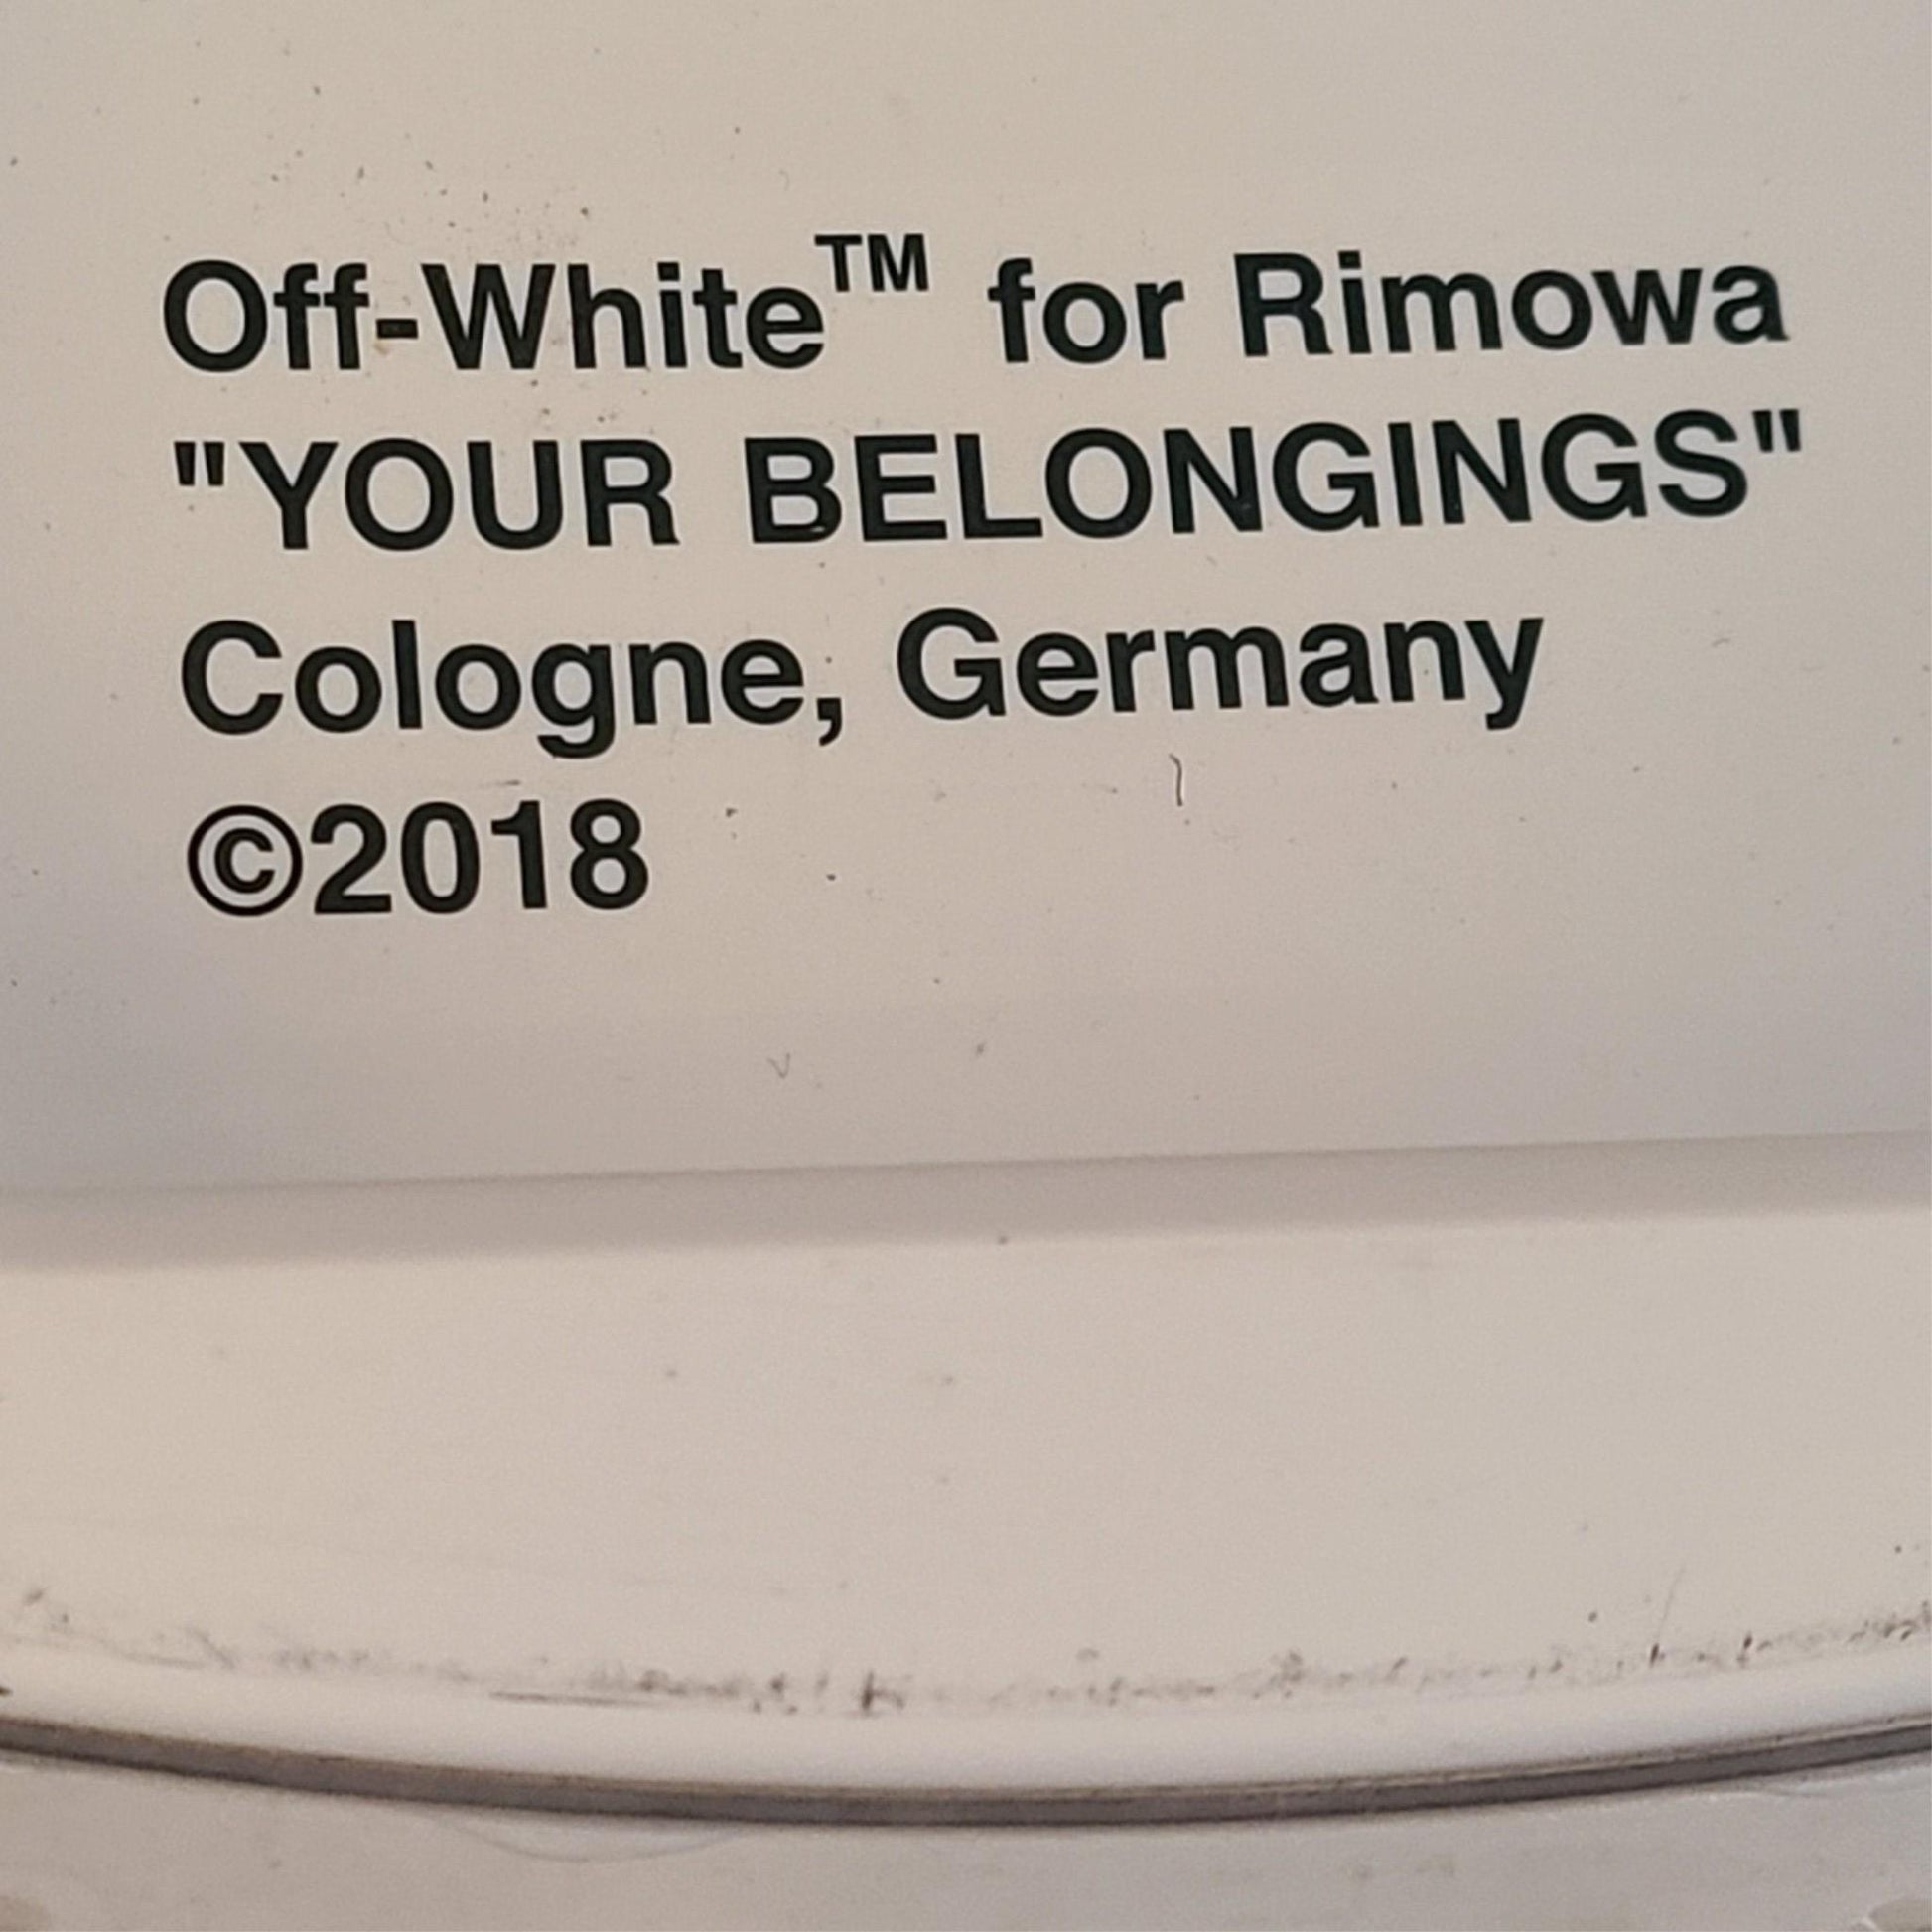 Off-White™ for Rimowa
"YOUR BELONGINGS"
Cologne, Germany
©2018